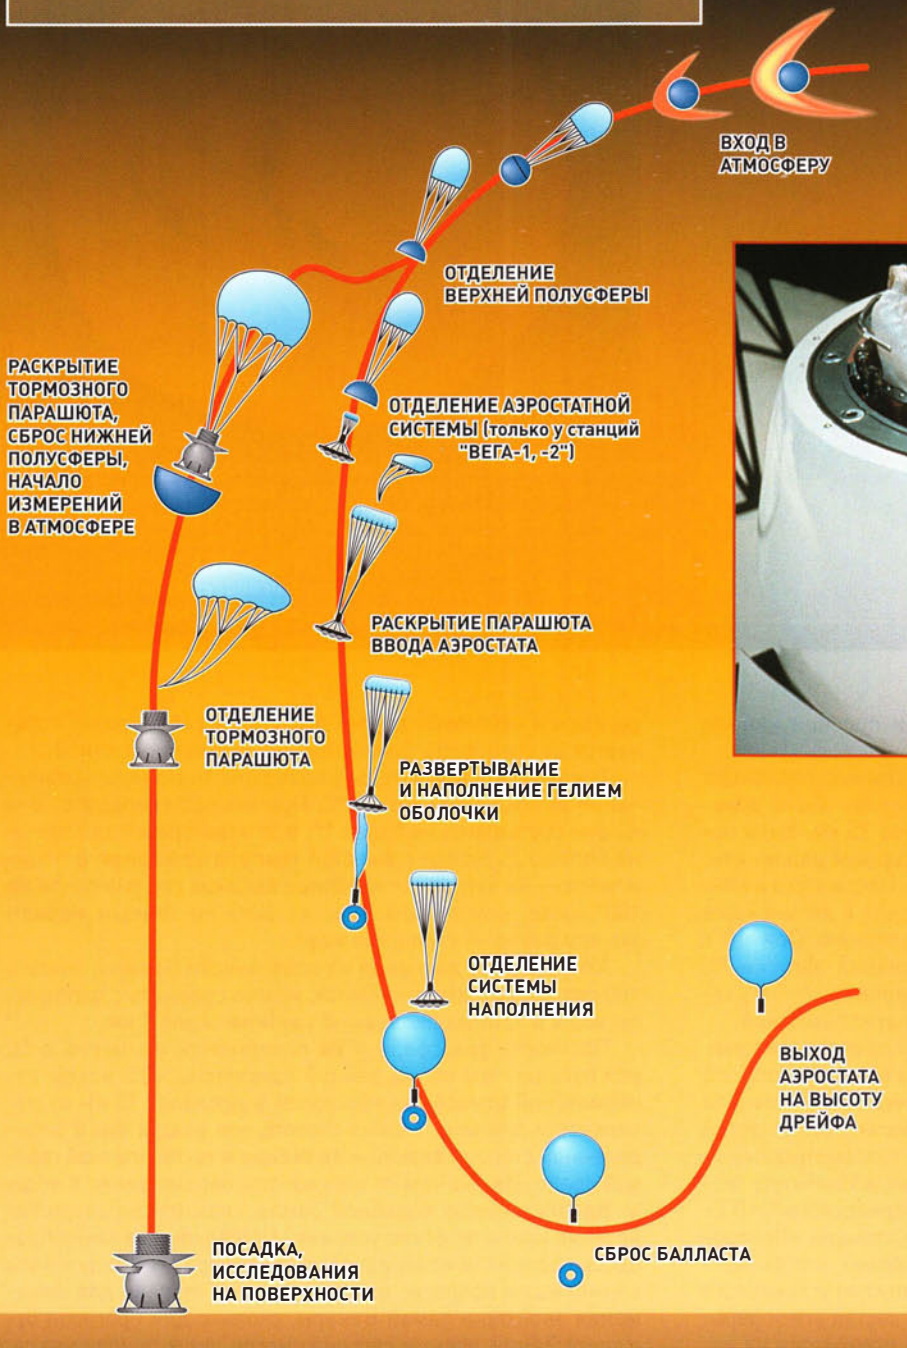 ВХОД В
АТМОСФЕРУ
ОТДЕЛЕНИЕ
ВЕРХНЕЙ ПОЛУСФЕРЫ
РАСКРЫТИЕ
ТОРМОЗНОГО
ПАРАШЮТА,
СБРОС НИЖНЕЙ
ПОЛУСФЕРЫ,
НАЧАЛО
ИЗМЕРЕНИЙ
В АТМОСФЕРЕ
ОТДЕЛЕНИЕ АЭРОСТАТНОЙ
СИСТЕМЫ (только у станций
"ВЕГА-1, -2")
РАСКРЫТИЕ ПАРАШЮТА
ВВОДА АЭРОСТАТА
ОТДЕЛЕНИЕ
ТОРМОЗНОГО
ПАРАШЮТА
РАЗВЕРТЫВАНИЕ
И НАПОЛНЕНИЕ ГЕЛИЕМ
ОБОЛОЧКИ
ОТДЕЛЕНИЕ
СИСТЕМЫ
НАПОЛНЕНИЯ
ВЫХОД
АЭРОСТАТА
НА ВЫСОТУ
ДРЕЙФА
СБРОС БАЛЛАСТА
ПОСАДКА,
ИССЛЕДОВАНИЯ
НА ПОВЕРХНОСТИ